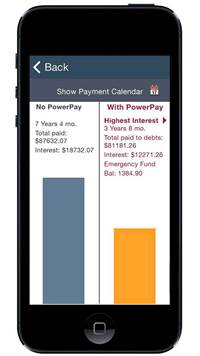 Back
Show Payment Calendar
No PowerPay
7 Years 4 mo.
Total paid:
$87632.07
Interest: $18732.07
With PowerPay
Highest Interest
3 Years 8 mo.
Total paid to debts:
$81181.26
Interest: $12271.26
Emergency Fund
Bal: 1384.90